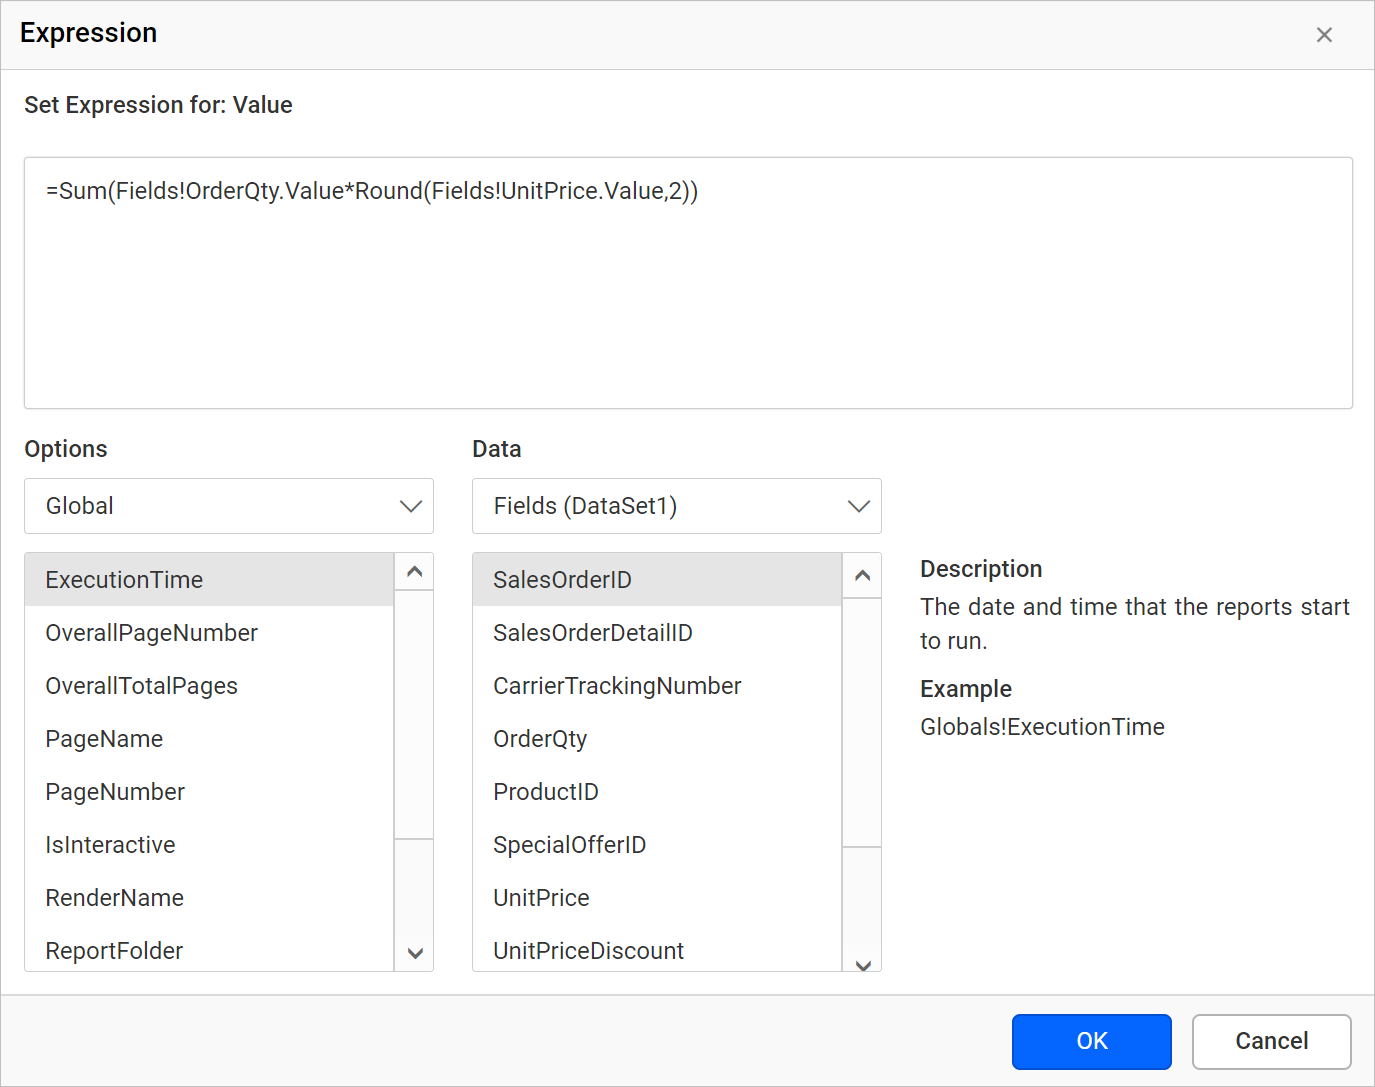 Expression
Set Expression for: Value
=Sum(Fields!OrderQty.Value*Round(Fields!UnitPrice.Value,2))
Options
Data
Global
Fields (DataSet1)
ExecutionTime
OverallPageNumber
OverallTotalPages
PageName
PageNumber
IsInteractive
RenderName
ReportFolder
SalesOrderID
SalesOrderDetailID
CarrierTrackingNumber
OrderQty
ProductID
SpecialOfferID
UnitPrice
UnitPriceDiscount
Description
The date and time that the reports start
to run.
Example
Globals!ExecutionTime
OK
Cancel